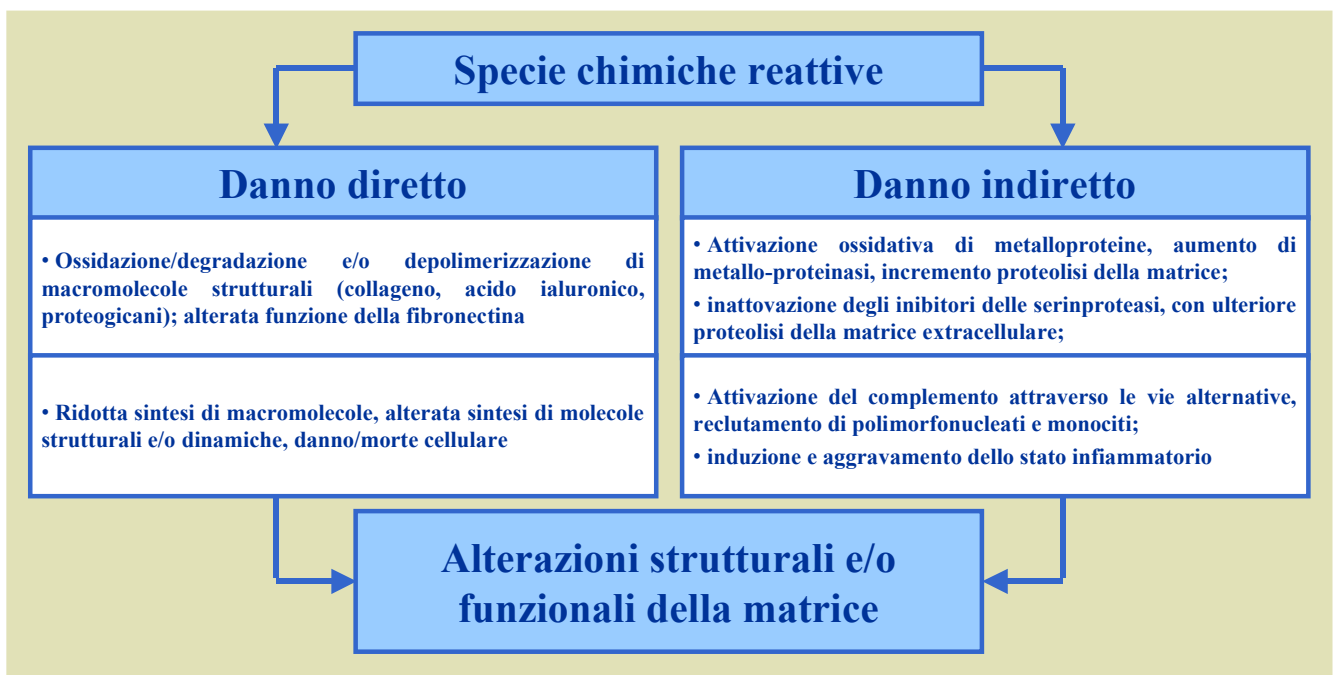 Specie chimiche reattive
Danno diretto
• Ossidazione/degradazione e/o depolimerizzazione di
macromolecole strutturali (collageno, acido ialuronico,
proteogicani); alterata funzione della fibronectina
• Ridotta sintesi di macromolecole, alterata sintesi di molecole
strutturali e/o dinamiche, danno/morte cellulare
Danno indiretto
• Attivazione ossidativa di metalloproteine, aumento di
metallo-proteinasi, incremento proteolisi della matrice;
• inattovazione degli inibitori delle serinproteasi, con ulteriore
proteolisi della matrice extracellulare;
• Attivazione del complemento attraverso le vie alternative,
reclutamento di polimorfonucleati e monociti;
• induzione e aggravamento dello stato infiammatorio
Alterazioni strutturali e/o
funzionali della matrice